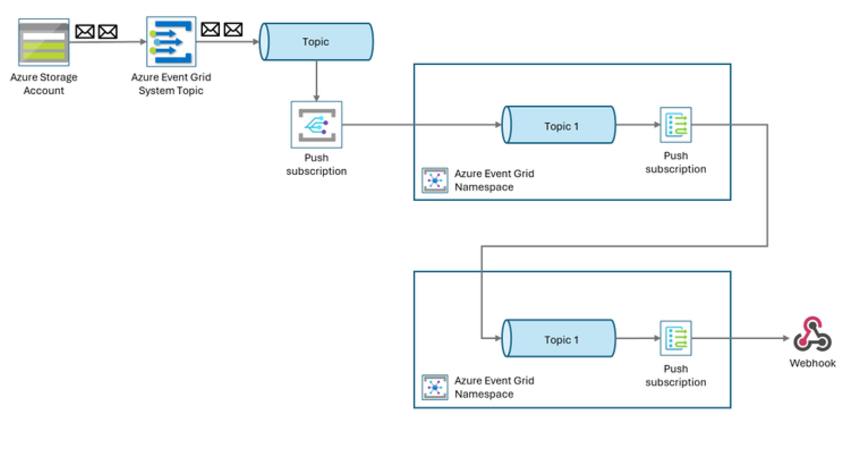 Azure Storage
Account
Azure Event Grid
System Topic
Topic
Push
subscription
Topic 1
Push
subscription
Azure Event Grid
Namespace
Topic 1
Push
subscription
Azure Event Grid
Namespace
Webhook